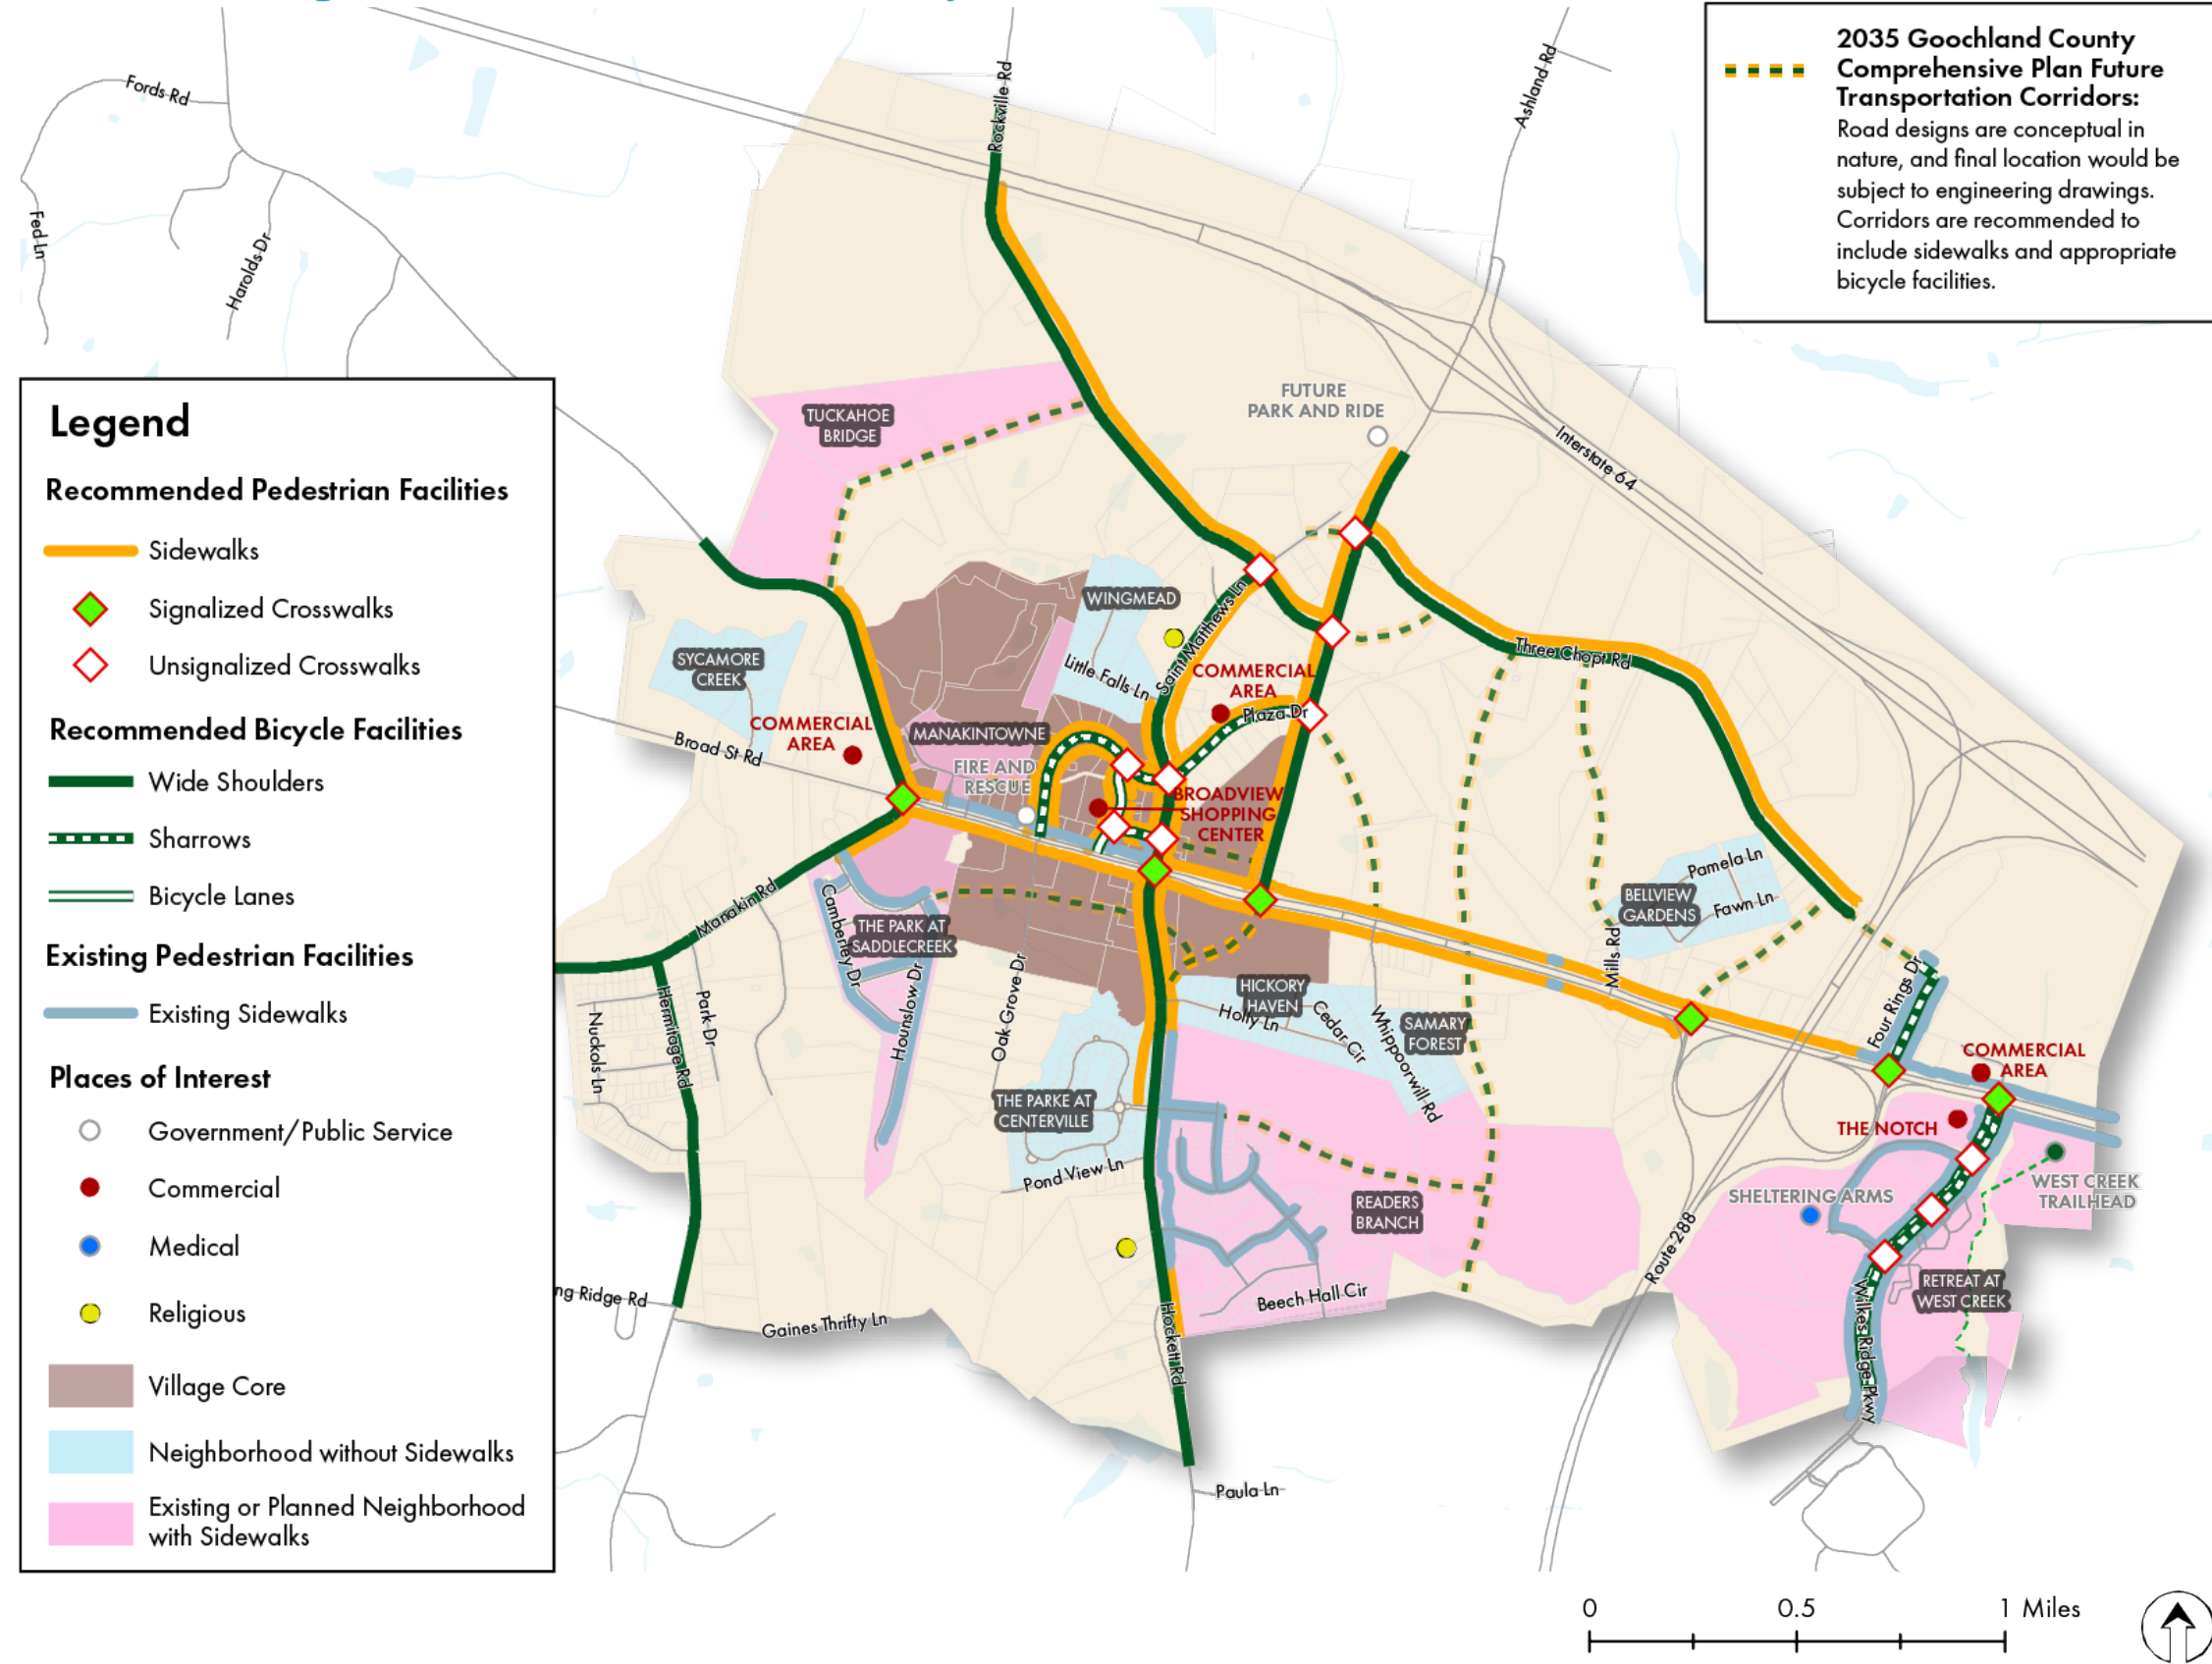 2035 Goochland County
Comprehensive Plan Future
Transportation Corridors:
Road designs are conceptual in
nature, and final location would be
subject to engineering drawings.
Corridors are recommended to
include sidewalks and appropriate
bicycle facilities.
Legend
Recommended Pedestrian Facilities
Sidewalks
Signalized Crosswalks
Unsignalized Crosswalks
Recommended Bicycle Facilities
Wide Shoulders
Sharrows
Bicycle Lanes
Existing Pedestrian Facilities
Existing Sidewalks
Places of Interest
Government/Public Service
Commercial
Medical
Religious
Village Core
Neighborhood without Sidewalks
Existing or Planned Neighborhood
with Sidewalks
Fords Rd
Fed Ln
Harolds Dr
Rockville Rd
Ashland Rd
Interstate 64
FUTURE
PARK AND RIDE
TUCKAHOE
BRIDGE
WINGMEAD
Little Falls Ln
Saint Matthews Ln
SYCAMORE
CREEK
COMMERCIAL
AREA
Broad St Rd
MANAKINTOWNE
FIRE AND
RESCUE
COMMERCIAL
AREA
Plaza Dr
BROADVIEW
SHOPPING
CENTER
Three Chopt Rd
Pamela Ln
BELLVIEW
GARDENS
Fawn Ln
Mills Rd
Manakin Rd
Camberley Dr
THE PARK AT
SADDLECREEK
Hounslow Dr
Oak Grove Dr
Nuckols Ln
Hermitage Rd
Park Dr
HICKORY
HAVEN
Holly Ln
Cedar Cir
Whippoorwill Rd
SAMARY
FOREST
THE PARKE AT
CENTERVILLE
Pond View Ln
READERS
BRANCH
Beech Hall Cir
Hockett Rd
Four Rings Dr
COMMERCIAL
AREA
THE NOTCH
WEST CREEK
TRAILHEAD
SHELTERING ARMS
Route 288
RETREAT AT
WEST CREEK
Wilkes Ridge Pkwy
ng Ridge Rd
Gaines Thrifty Ln
Paula Ln
0 0.5 1 Miles